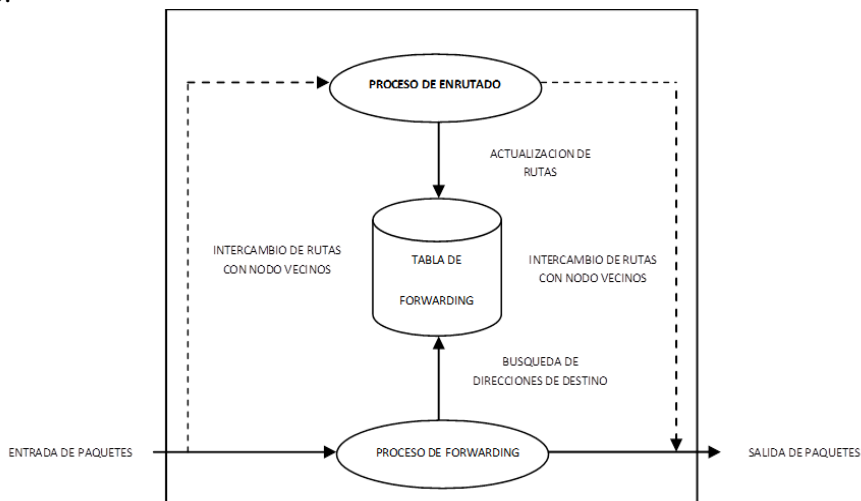 PROCESO DE ENRUTADO
ACTUALIZACION DE
RUTAS
INTERCAMBIO DE RUTAS
CON NODO VECINOS
TABLA DE
FORWARDING
INTERCAMBIO DE RUTAS
CON NODO VECINOS
BUSQUEDA DE
DIRECCIONES DE DESTINO
ENTRADA DE PAQUETES
PROCESO DE FORWARDING
SALIDA DE PAQUETES